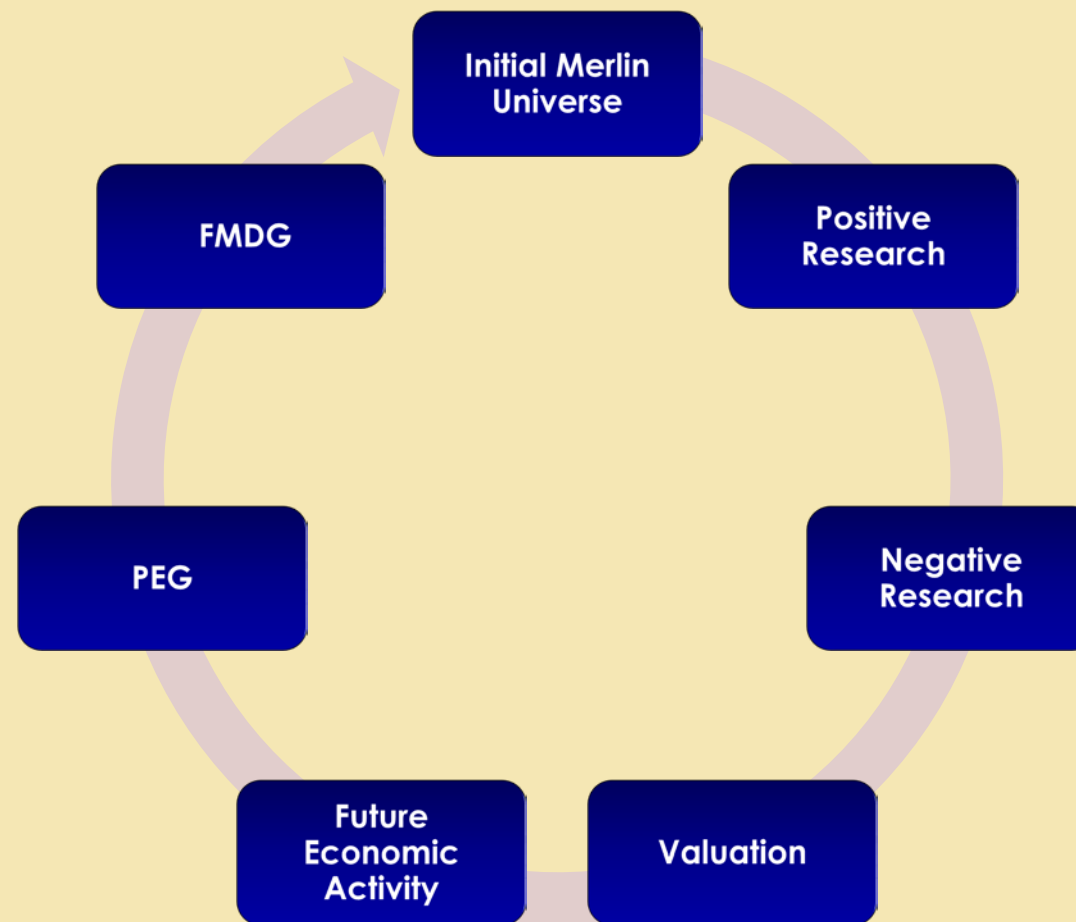 Initial Merlin
Universe
Positive
Research
Negative
Research
Valuation
Future
Economic
Activity
PEG
FMDG